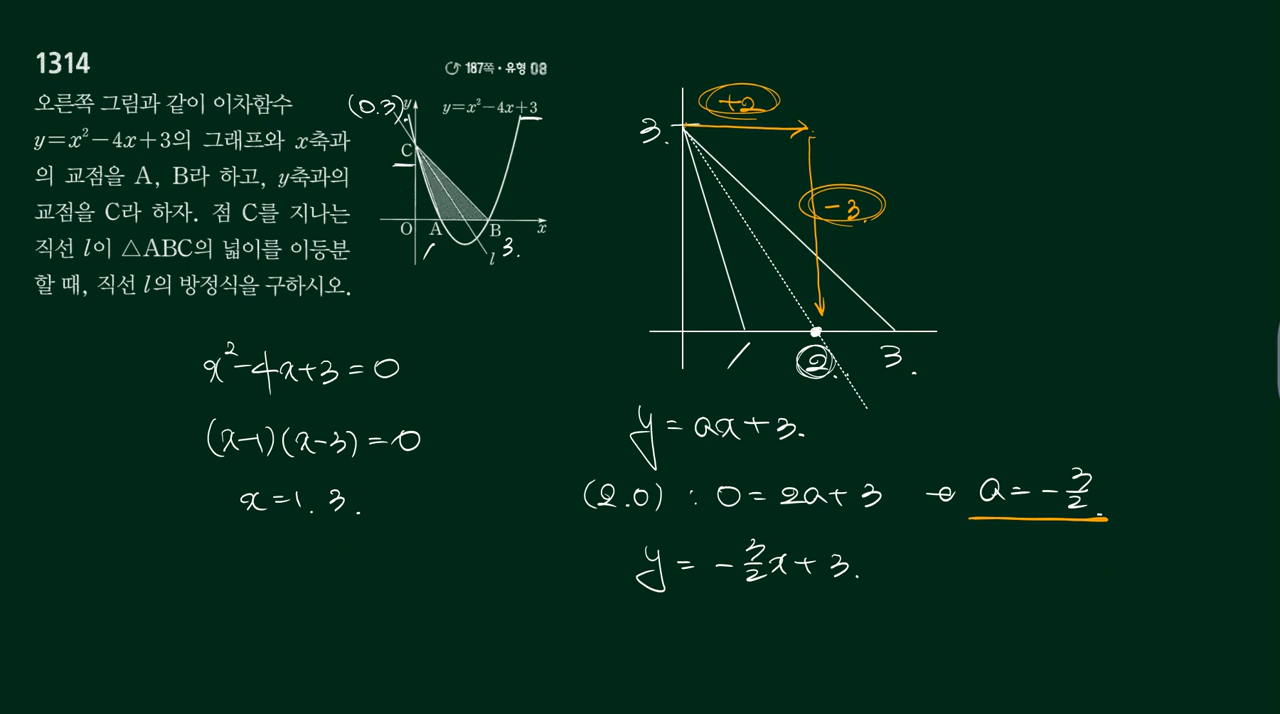 1314
187쪽 • 유형 08
오른쪽 그림과 같이 이차함수
y=x²-4x+3의 그래프와 x축과
의 교점을 A, B라 하고, y축과의
교점을 C라 하자. 점 C를 지나는
직선 l이 △ABC의 넓이를 이등분
할 때, 직선 l의 방정식을 구하시오.
(0.3)
y
y=x²-4x+3
C
O A B x
1 3.
l
x²-4x+3=0
(x-1)(x-3)=0
x=1. 3.
+2
3.
-3
1 2. 3.
y=ax+3.
(2.0) : 0=2a+3 → a=-3/2.
y=-3/2x+3.